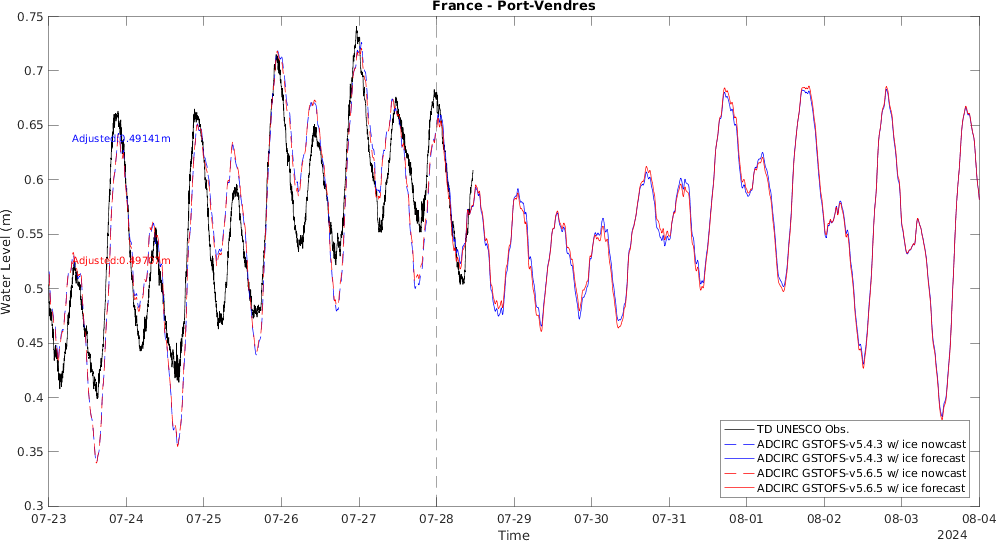 France - Port-Vendres
0.75
0.7
0.65
0.6
0.55
0.5
0.45
0.4
0.35
0.3
Water Level (m)
Adjusted:0.49141m
TD UNESCO Obs.
ADCIRC GSTOFS-v5.4.3 w/ ice nowcast
ADCIRC GSTOFS-v5.4.3 w/ ice forecast
ADCIRC GSTOFS-v5.6.5 w/ ice nowcast
ADCIRC GSTOFS-v5.6.5 w/ ice forecast
07-23 07-24 07-25 07-26 07-27 07-28 07-29 07-30 07-31 08-01 08-02 08-03 08-04
Time
2024